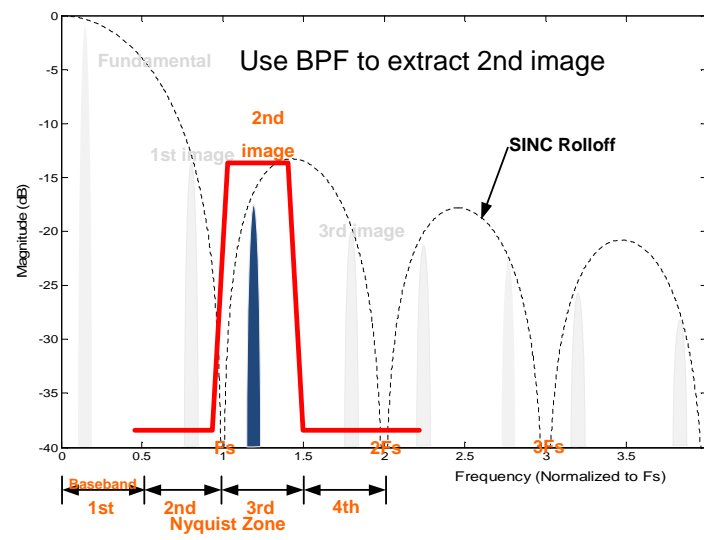 -0
Fundamental
Use BPF to extract 2nd image
-5
2nd
image
-10
1st image
SINC Rolloff
-15
3rd image
-20
-25
-30
-35
-40
Magnitude (dB)
Fs
2Fs
3Fs
0
0.5
1
1.5
2
2.5
3
3.5
Frequency (Normalized to Fs)
Baseband
1st
2nd
3rd
4th
Nyquist Zone